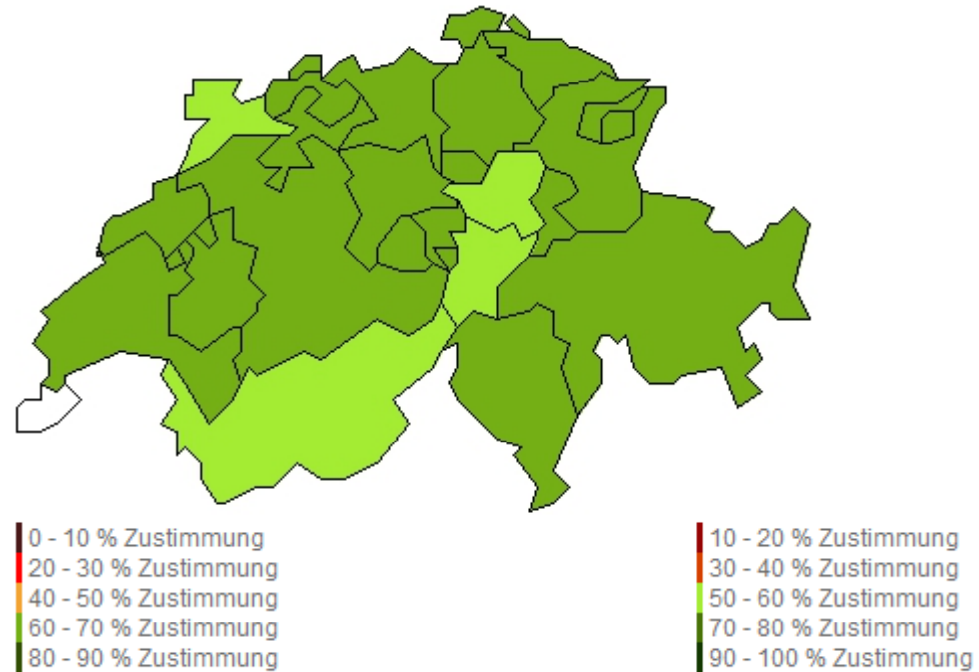 0 - 10 % Zustimmung
10 - 20 % Zustimmung
20 - 30 % Zustimmung
30 - 40 % Zustimmung
40 - 50 % Zustimmung
50 - 60 % Zustimmung
60 - 70 % Zustimmung
70 - 80 % Zustimmung
80 - 90 % Zustimmung
90 - 100 % Zustimmung